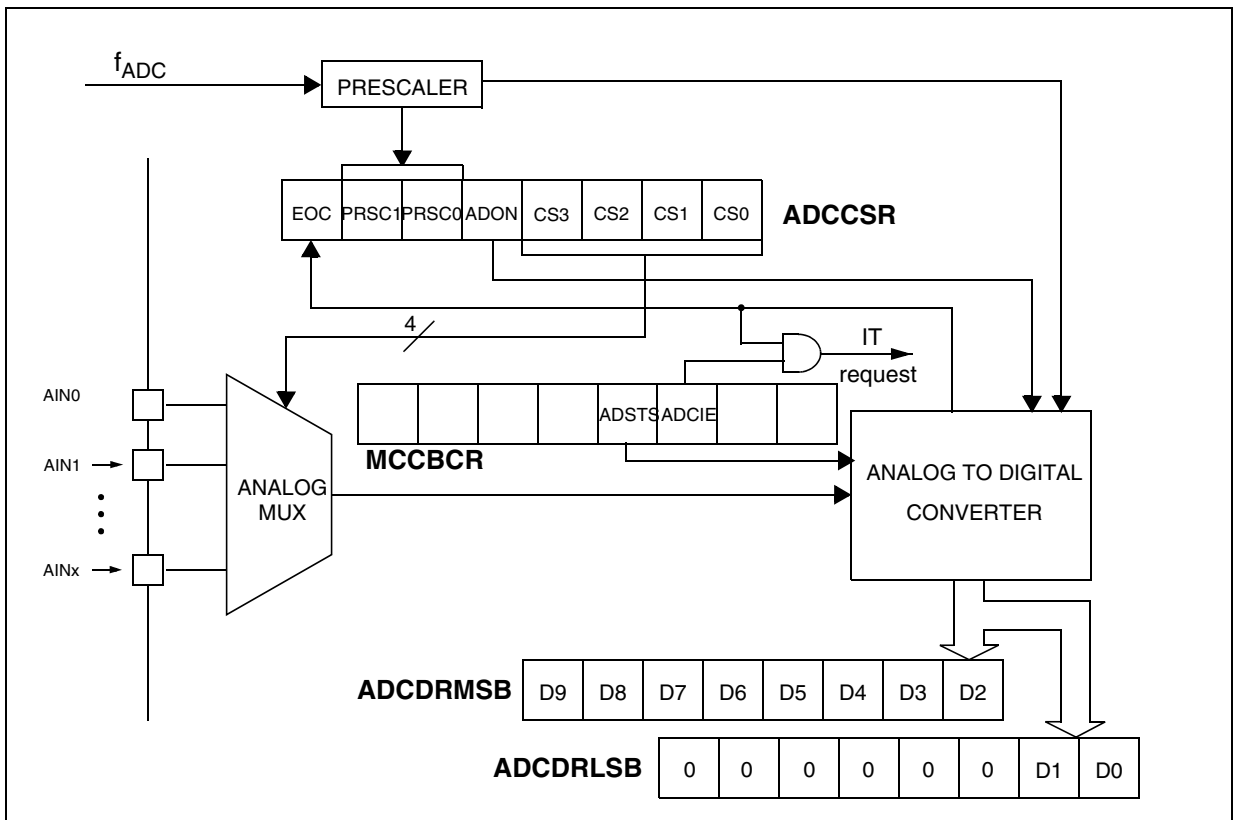 fADC
PRESCALER
EOC PRSC1 PRSC0 ADON CS3 CS2 CS1 CS0 ADCCSR
4
IT
request
AIN0
ADSTS ADCIE
MCCBCR
AIN1
ANALOG
MUX
ANALOG TO DIGITAL
CONVERTER
AINx
ADCDRMSB D9 D8 D7 D6 D5 D4 D3 D2
ADCDRLSB 0 0 0 0 0 0 D1 D0